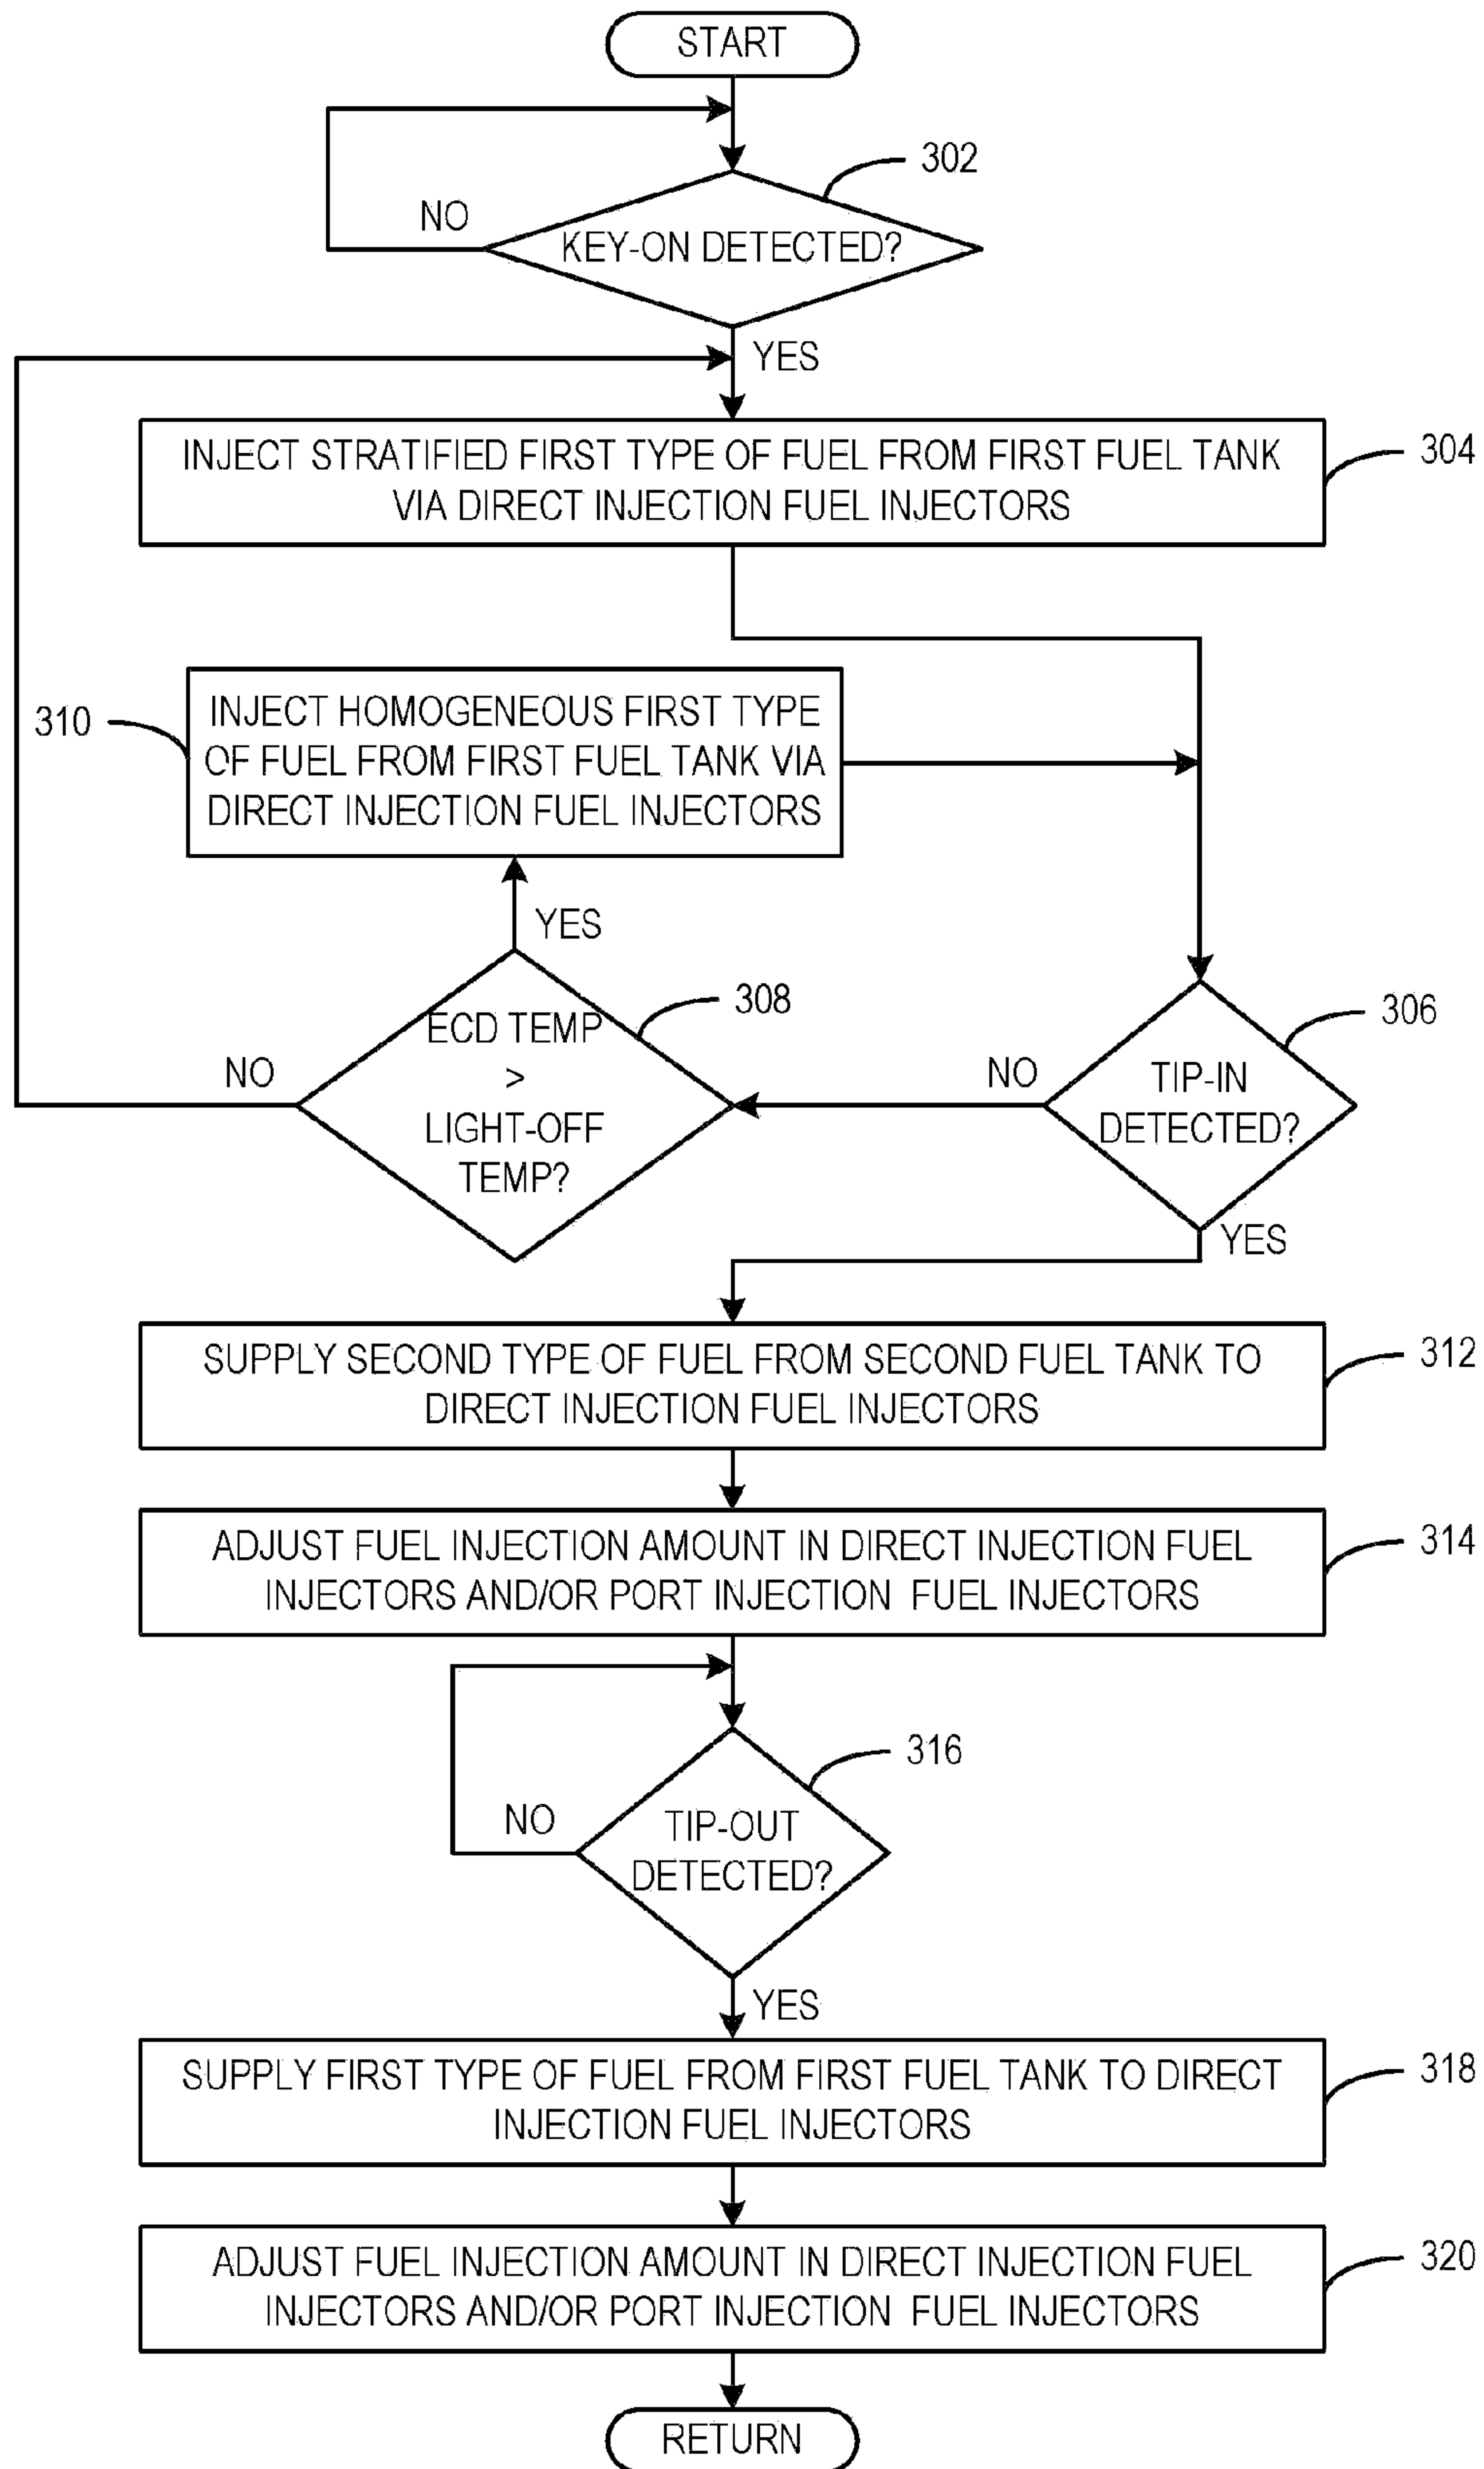 START
302
NO
KEY-ON DETECTED?
YES
INJECT STRATIFIED FIRST TYPE OF FUEL FROM FIRST FUEL TANK
VIA DIRECT INJECTION FUEL INJECTORS
304
310
INJECT HOMOGENEOUS FIRST TYPE
OF FUEL FROM FIRST FUEL TANK VIA
DIRECT INJECTION FUEL INJECTORS
YES
308
ECD TEMP
>
LIGHT-OFF
TEMP?
NO
306
NO
TIP-IN
DETECTED?
YES
SUPPLY SECOND TYPE OF FUEL FROM SECOND FUEL TANK TO
DIRECT INJECTION FUEL INJECTORS
312
ADJUST FUEL INJECTION AMOUNT IN DIRECT INJECTION FUEL
INJECTORS AND/OR PORT INJECTION FUEL INJECTORS
314
316
NO
TIP-OUT
DETECTED?
YES
SUPPLY FIRST TYPE OF FUEL FROM FIRST FUEL TANK TO DIRECT
INJECTION FUEL INJECTORS
318
ADJUST FUEL INJECTION AMOUNT IN DIRECT INJECTION FUEL
INJECTORS AND/OR PORT INJECTION FUEL INJECTORS
320
RETURN